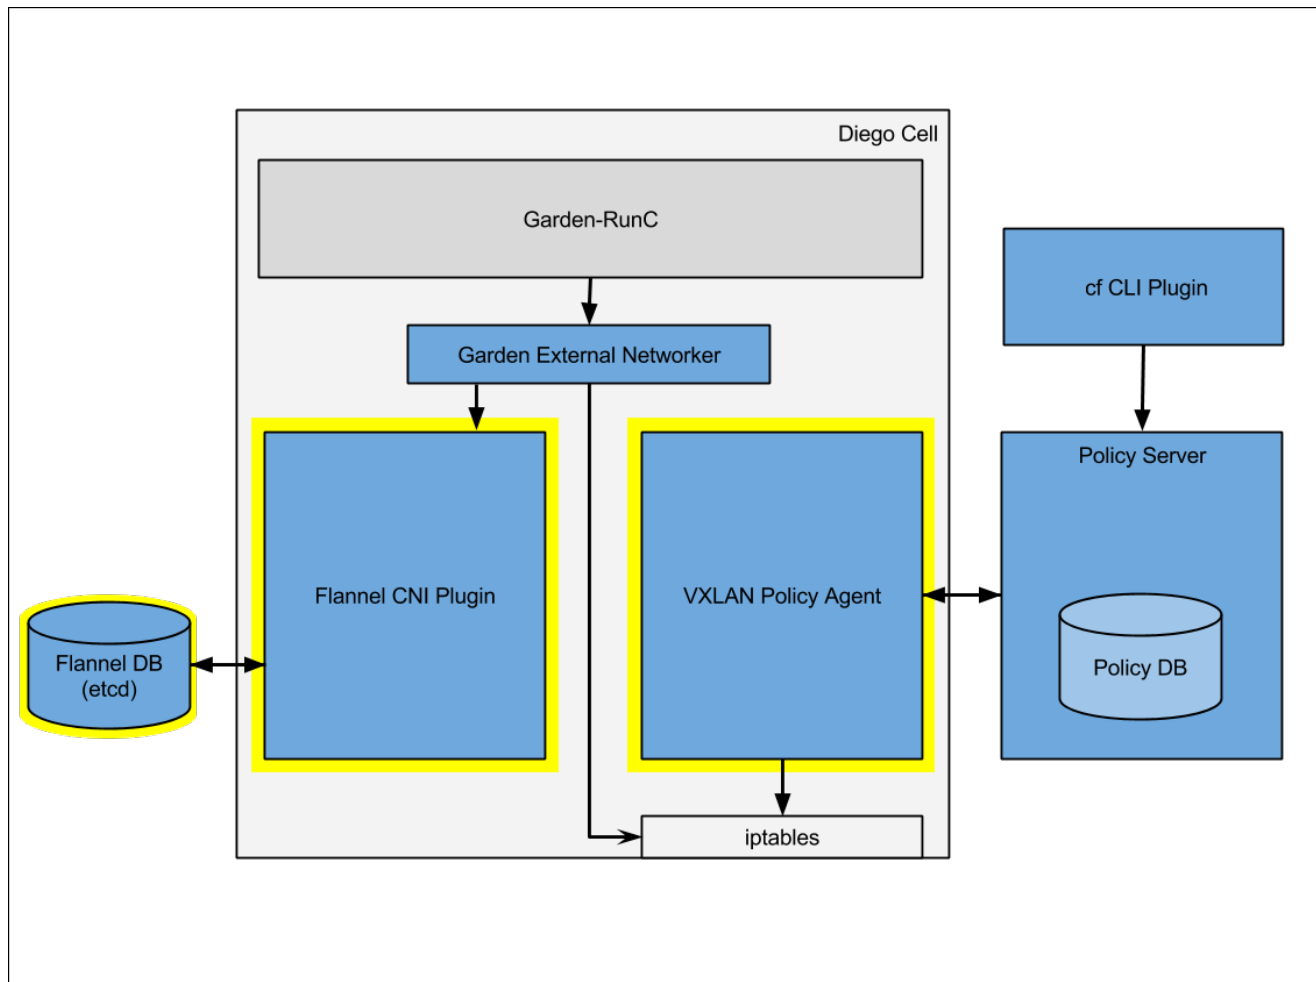 Diego Cell
Garden-RunC
cf CLI Plugin
Garden External Networker
Policy Server
Flannel CNI Plugin
VXLAN Policy Agent
Flannel DB
(etcd)
Policy DB
iptables